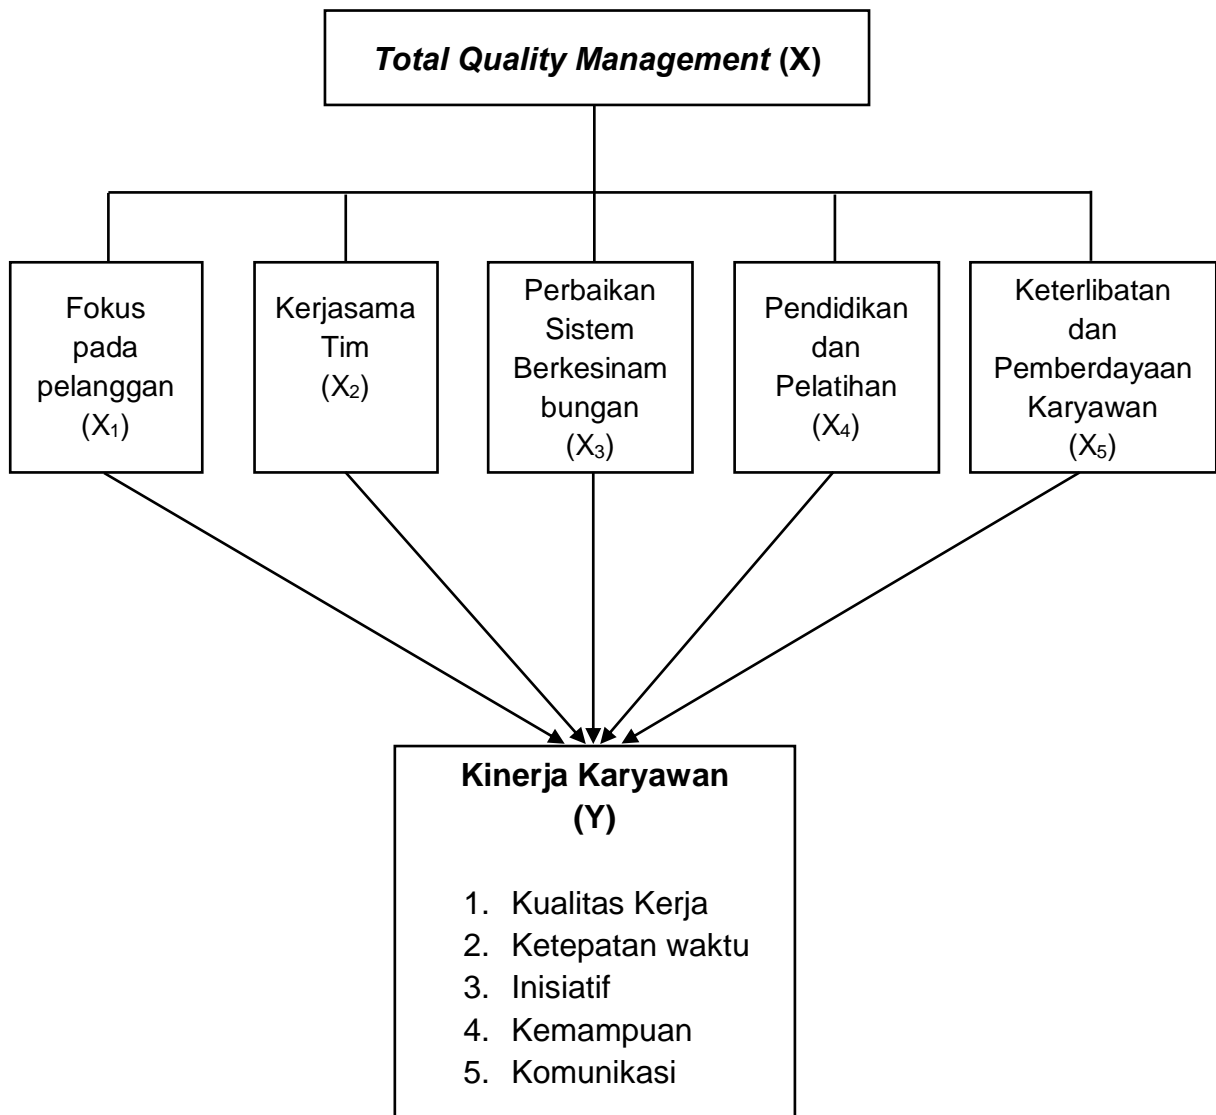 Total Quality Management (X)
Fokus
pada
pelanggan
(X₁)
Kerjasama
Tim
(X₂)
Perbaikan
Sistem
Berkesinam
bungan
(X₃)
Pendidikan
dan
Pelatihan
(X₄)
Keterlibatan
dan
Pemberdayaan
Karyawan
(X₅)
Kinerja Karyawan
(Y)
1. Kualitas Kerja
2. Ketepatan waktu
3. Inisiatif
4. Kemampuan
5. Komunikasi